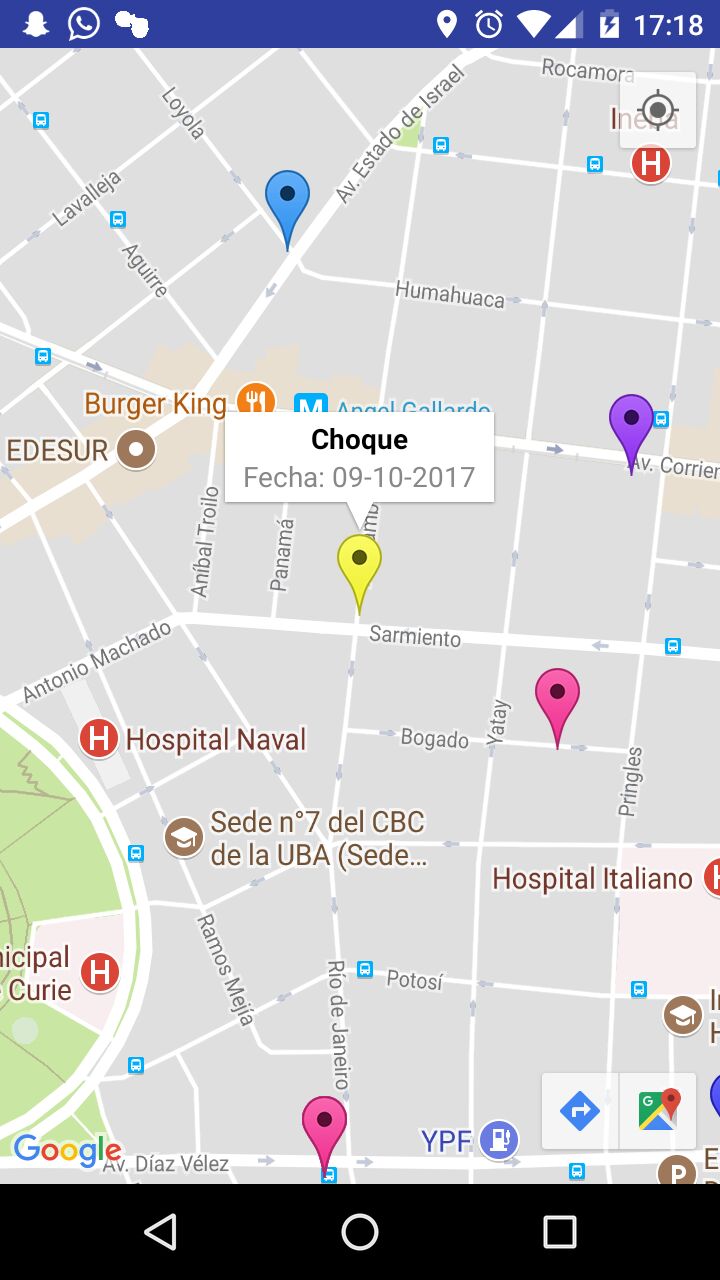 17:18
Rocamora
Loyola
Av. Estado de Israel
Lavalleja
Aguirre
H
Humahuaca
Burger King
M
Angel Gallardo
EDESUR
Choque
Fecha: 09-10-2017
Av. Corrien
Aníbal Troilo
Panamá
Sarmiento
Antonio Machado
Yatay
Bogado
H
Hospital Naval
Pringles
Sede n°7 del CBC
de la UBA (Sede...
Hospital Italiano
H
Ramos Mejía
nicipal
Curie
H
Río de Janeiro
Potosí
G
YPF
Google
Av. Díaz Vélez
P
E